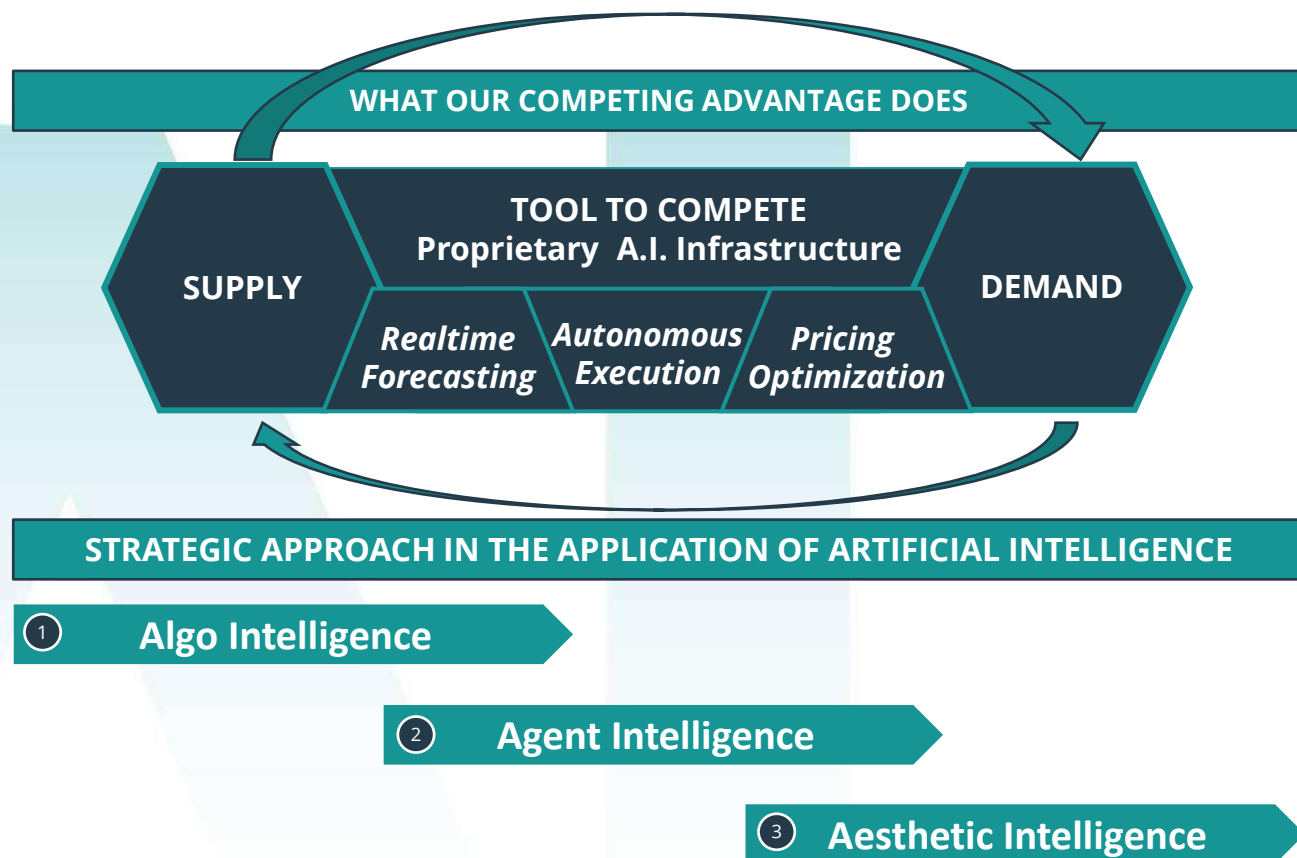 WHAT OUR COMPETING ADVANTAGE DOES
TOOL TO COMPETE
Proprietary A.I. Infrastructure
SUPPLY
DEMAND
Realtime
Forecasting
Autonomous
Execution
Pricing
Optimization
STRATEGIC APPROACH IN THE APPLICATION OF ARTIFICIAL INTELLIGENCE
1 Algo Intelligence
2 Agent Intelligence
3 Aesthetic Intelligence